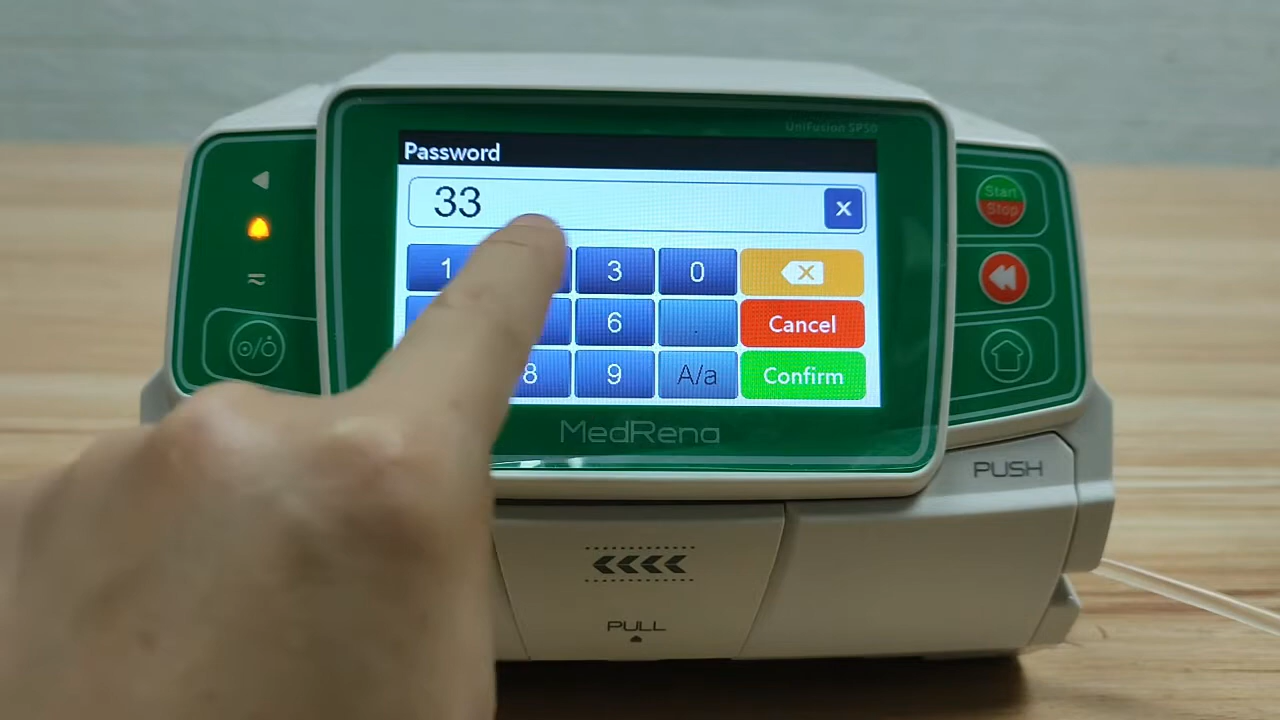 UniFusion SP50
Password
33
X
1 3 0 X
6 . Cancel
8 9 A/a Confirm
MedRena
Start
Stop
PUSH
PULL